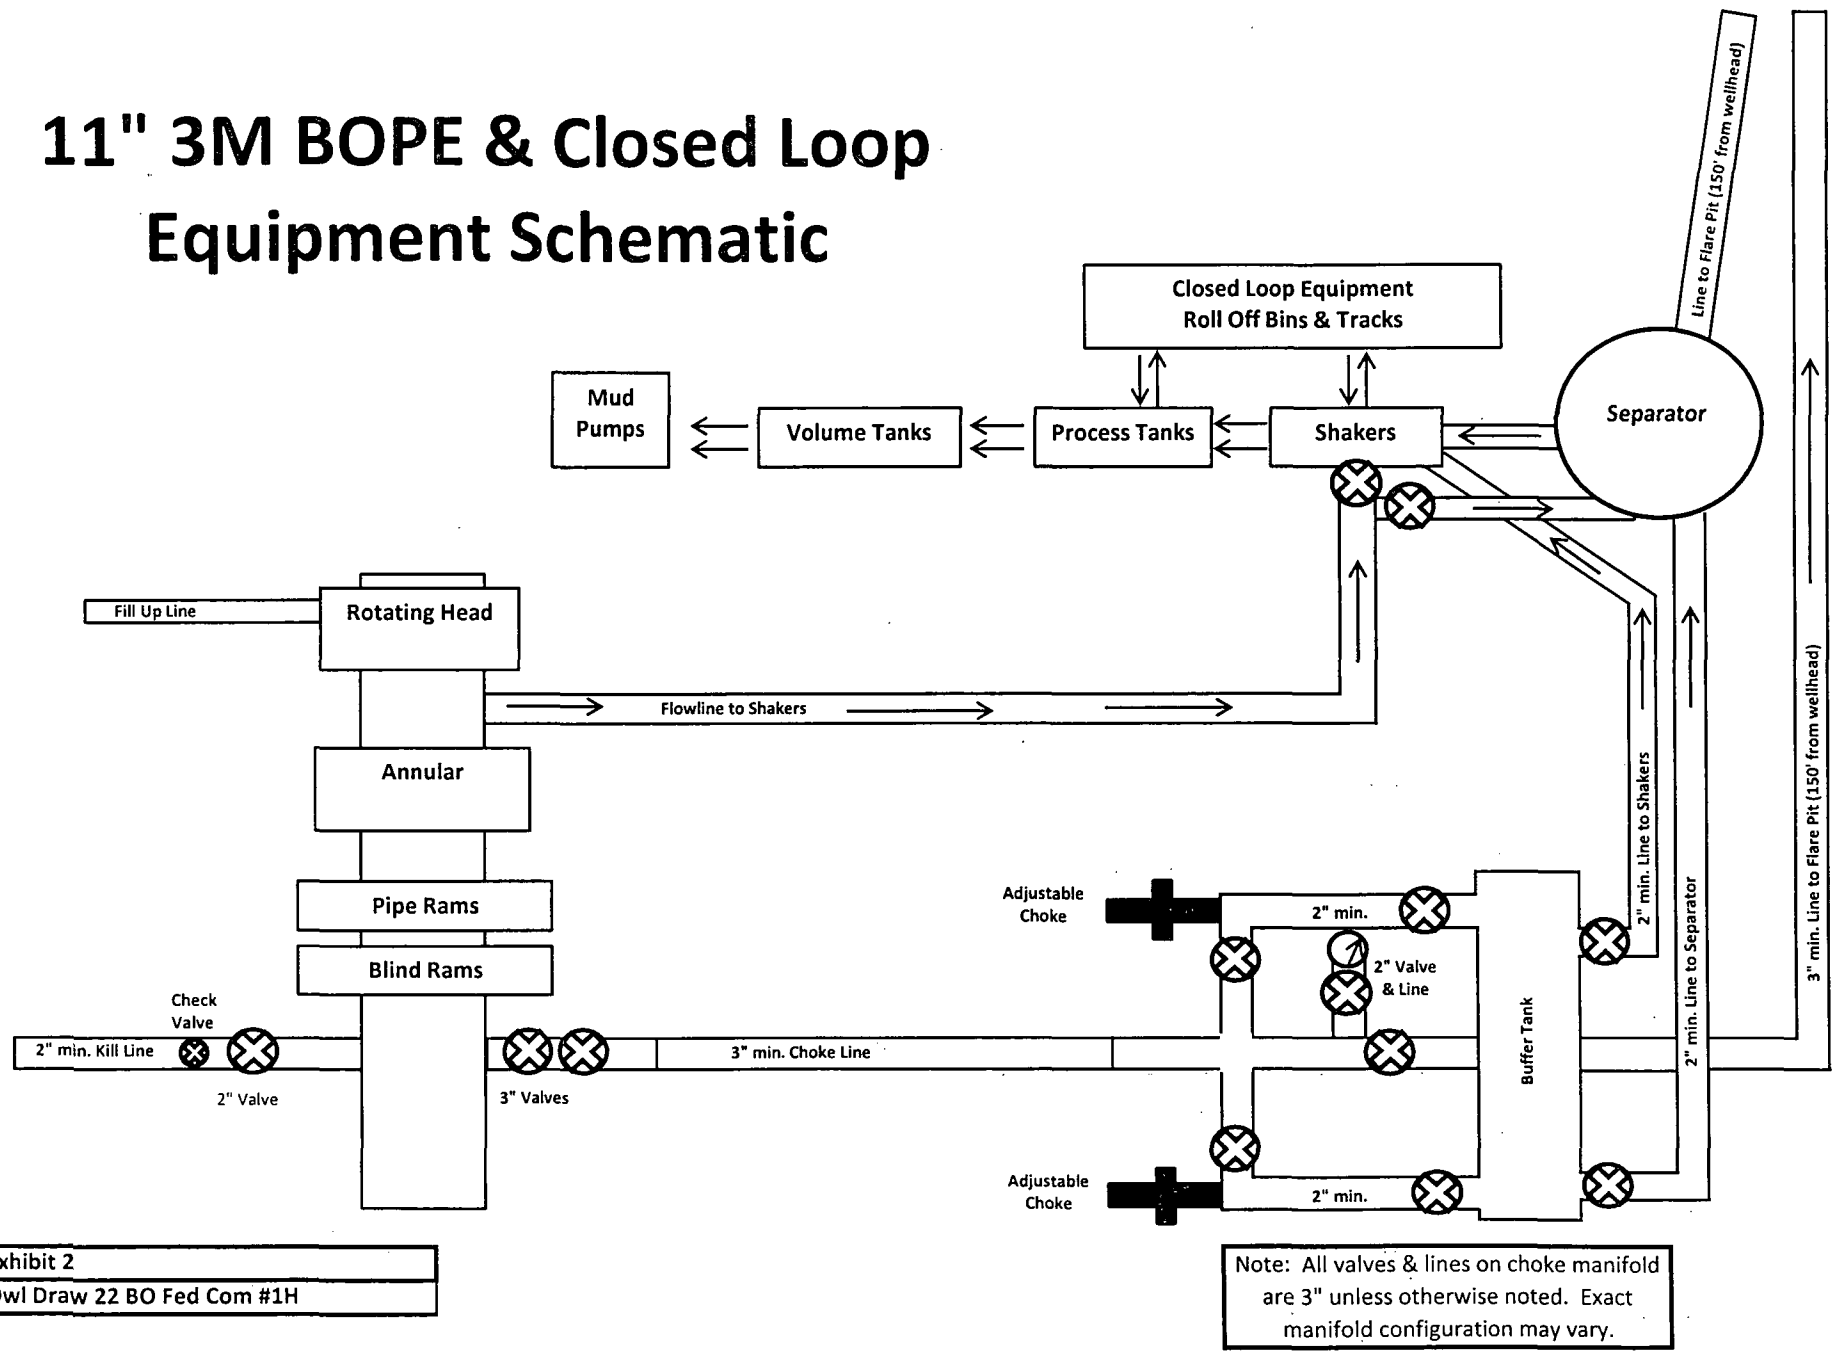 11" 3M BOPE & Closed Loop
Equipment Schematic
Line to Flare Pit (150' from wellhead)
Closed Loop Equipment
Roll Off Bins & Tracks
Mud
Pumps
Volume Tanks
Process Tanks
Shakers
Separator
Fill Up Line
Rotating Head
Flowline to Shakers
Annular
Pipe Rams
Blind Rams
Check
Valve
2" min. Kill Line
2" Valve
3" Valves
3" min. Choke Line
Adjustable
Choke
2" min.
2" Valve
& Line
Buffer Tank
Adjustable
Choke
2" min.
2" min. Line to Shakers
2" min. Line to Separator
3" min. Line to Flare Pit (150' from wellhead)
xhibit 2
Owl Draw 22 BO Fed Com #1H
Note: All valves & lines on choke manifold
are 3" unless otherwise noted. Exact
manifold configuration may vary.